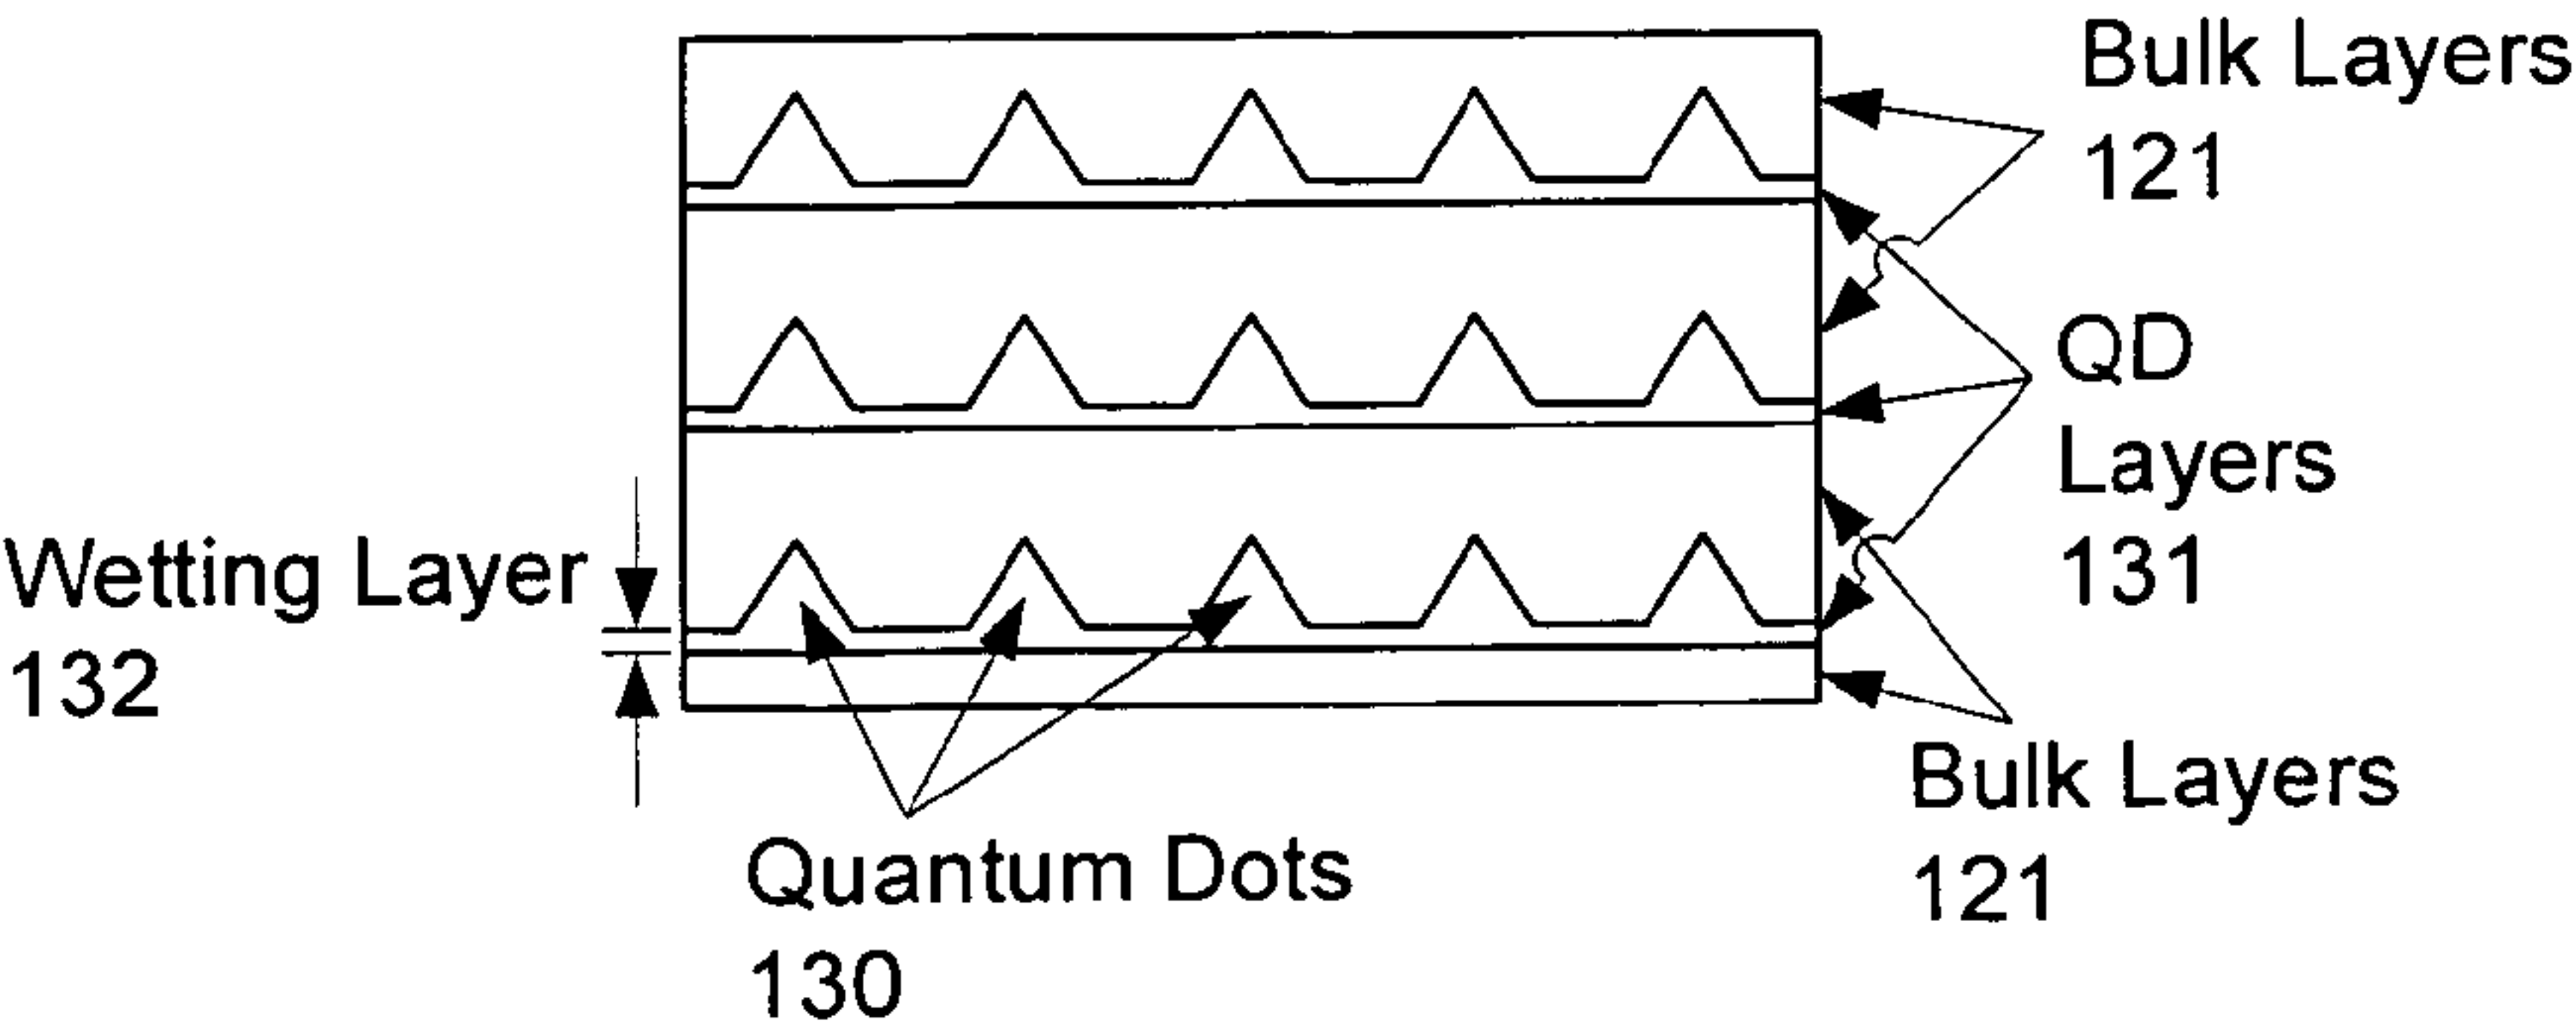 Bulk Layers
121
QD
Layers
131
Wetting Layer
132
Bulk Layers
121
Quantum Dots
130